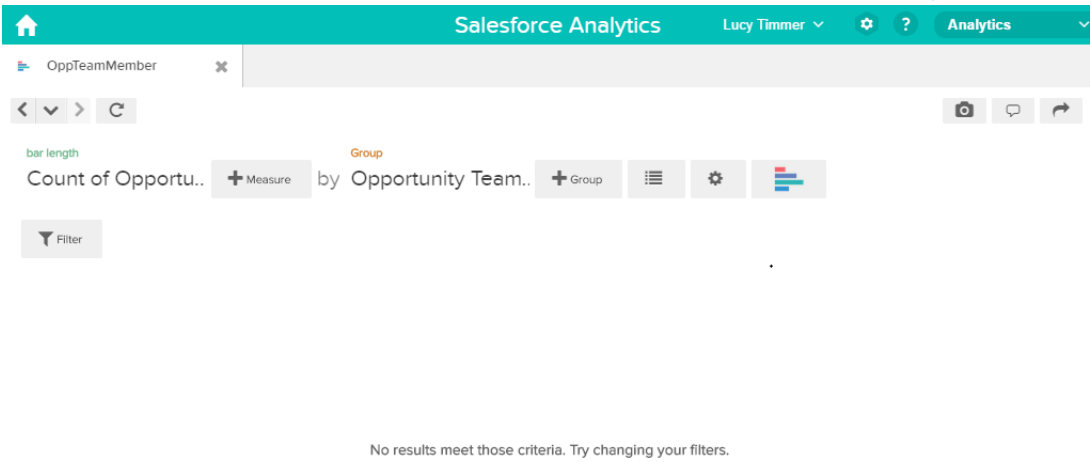 Salesforce Analytics Lucy Timmer ? Analytics
OppTeamMember
bar length Group
Count of Opportu.. Measure by Opportunity Team.. Group
Filter
No results meet those criteria. Try changing your filters.